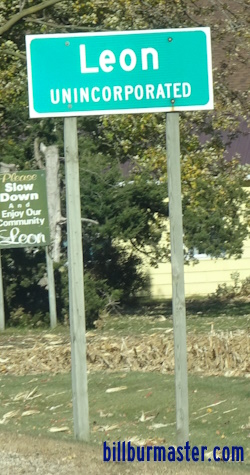 Leon
UNINCORPORATED
Please
Slow
Down
And
Enjoy Our
Community
Leon
billburmaster.com